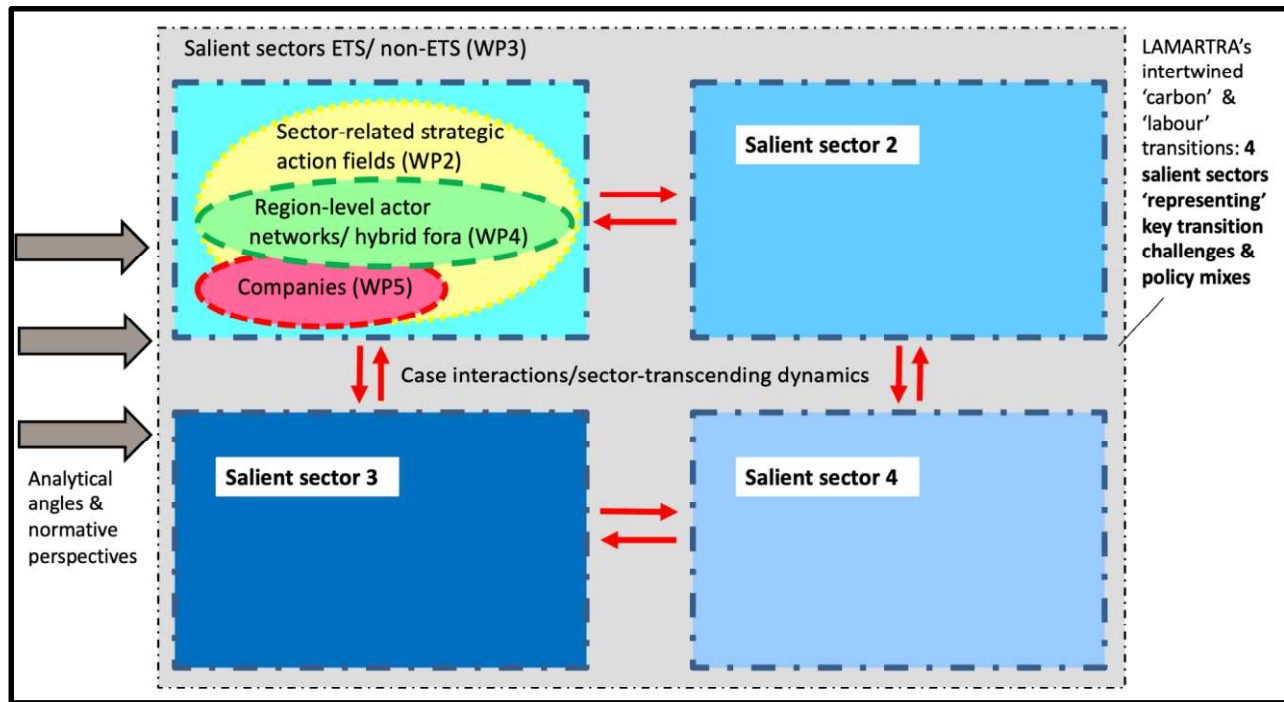 Salient sectors ETS/ non-ETS (WP3)
Sector-related strategic
action fields (WP2)
Region-level actor
networks/ hybrid fora (WP4)
Companies (WP5)
Salient sector 2
LAMARTRA’s
intertwined
‘carbon’ &
‘labour’
transitions: 4
salient sectors
‘representing’
key transition
challenges &
policy mixes
Case interactions/sector-transcending dynamics
Analytical
angles &
normative
perspectives
Salient sector 3
Salient sector 4